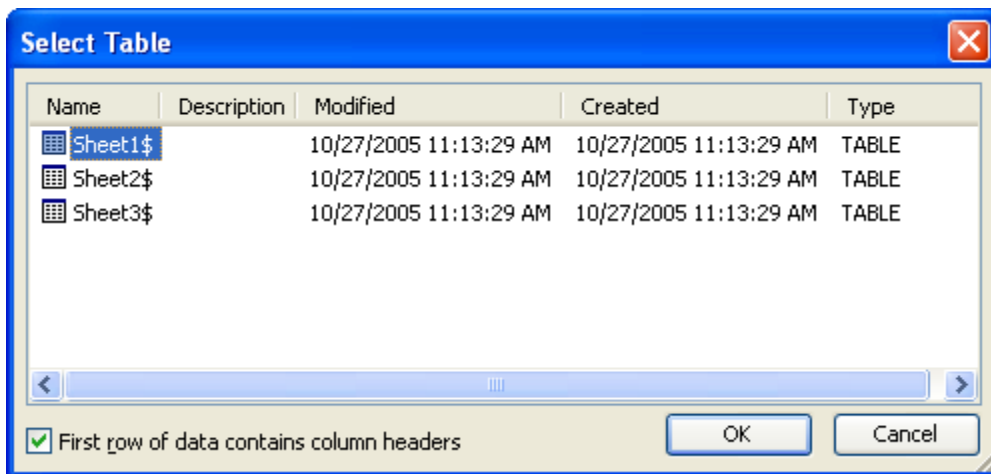 Select Table
Name Description Modified Created Type
Sheet1$ 10/27/2005 11:13:29 AM 10/27/2005 11:13:29 AM TABLE
Sheet2$ 10/27/2005 11:13:29 AM 10/27/2005 11:13:29 AM TABLE
Sheet3$ 10/27/2005 11:13:29 AM 10/27/2005 11:13:29 AM TABLE
First row of data contains column headers OK Cancel